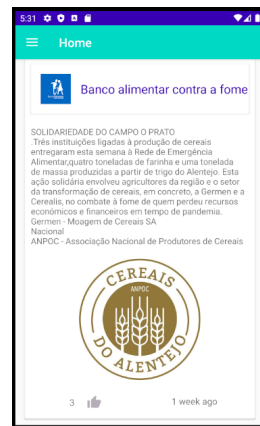 5:31
Home
Banco alimentar contra a fome
SOLIDARIEDADE DO CAMPO O PRATO
.Três instituições ligadas à produção de cereais
entregaram esta semana à Rede de Emergência
Alimentar,quatro toneladas de farinha e uma tonelada
de massa produzidas a partir de trigo do Alentejo. Esta
ação solidária envolveu agricultores da região e o setor
da transformação de cereais, em concreto, a Germen e a
Cerealis, no combate à fome de quem perdeu recursos
económicos e financeiros em tempo de pandemia.
Germen - Moagem de Cereais SA
Nacional
ANPOC - Associação Nacional de Produtores de Cereais
CEREAIS
ANPOC
DO ALENTEJO
3
1 week ago